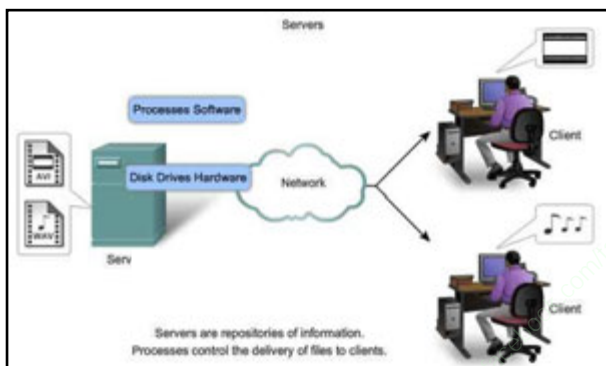 Servers
Processes Software
Disk Drives Hardware
AVI
WAV
Serv
Network
Client
Client
Servers are repositories of information.
Processes control the delivery of files to clients.